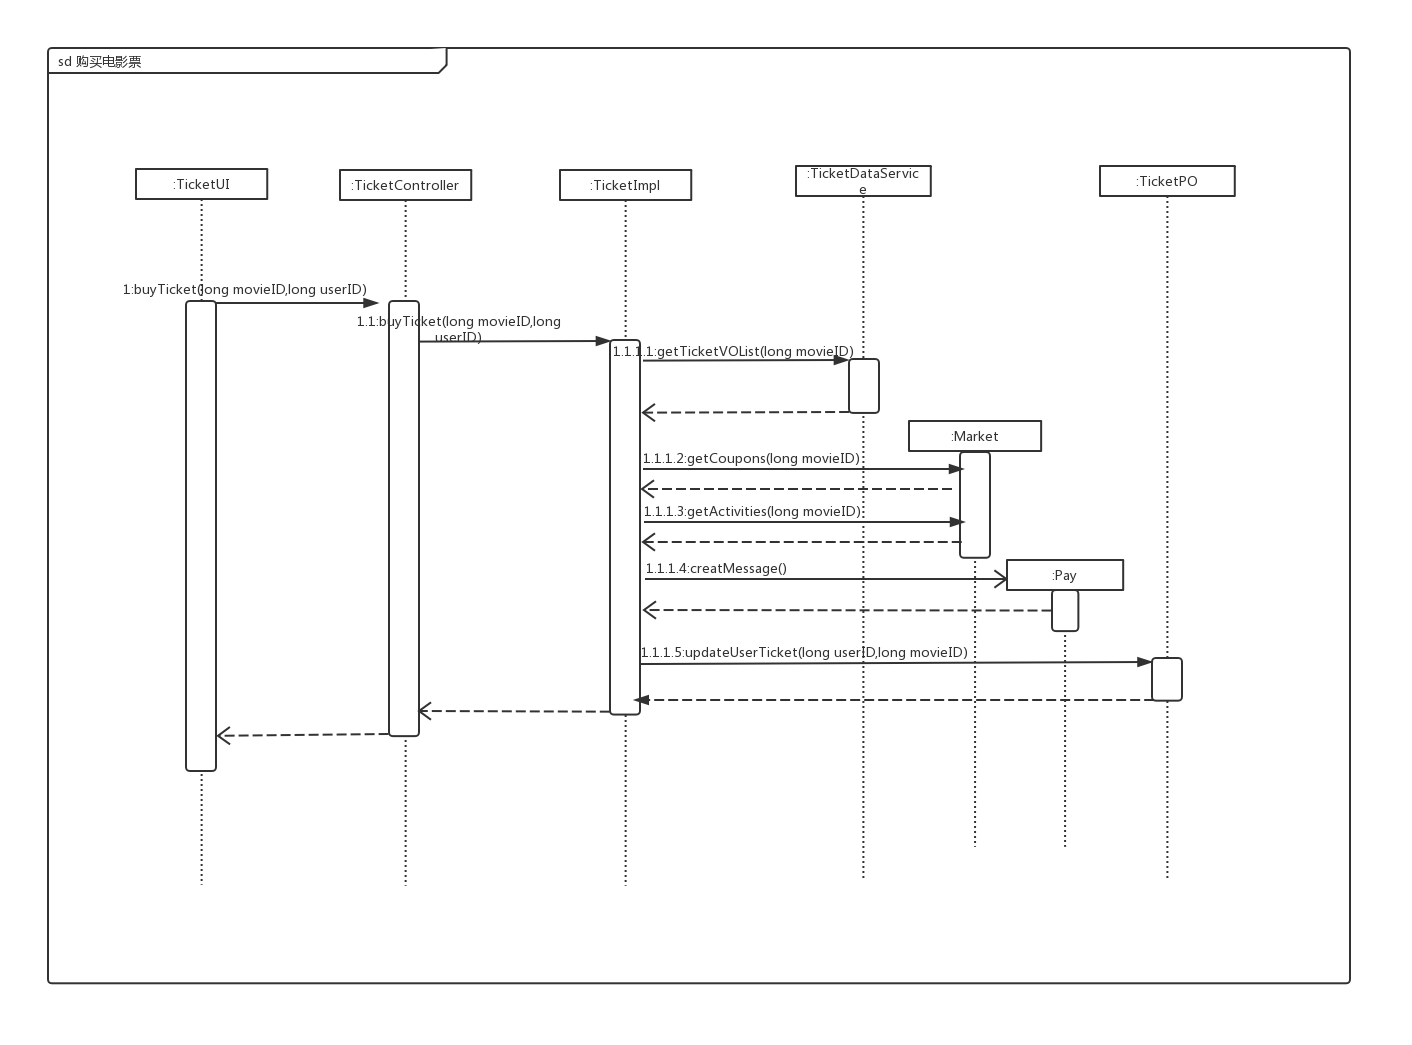 sd 购买电影票
:TicketUI
:TicketController
:TicketImpl
:TicketDataServic
e
:TicketPO
1:buyTicket(long movieID,long userID)
1.1:buyTicket(long movieID,long
userID)
1.1.1.1:getTicketVOList(long movieID)
:Market
1.1.1.2:getCoupons(long movieID)
1.1.1.3:getActivities(long movieID)
1.1.1.4:creatMessage()
:Pay
1.1.1.5:updateUserTicket(long userID,long movieID)